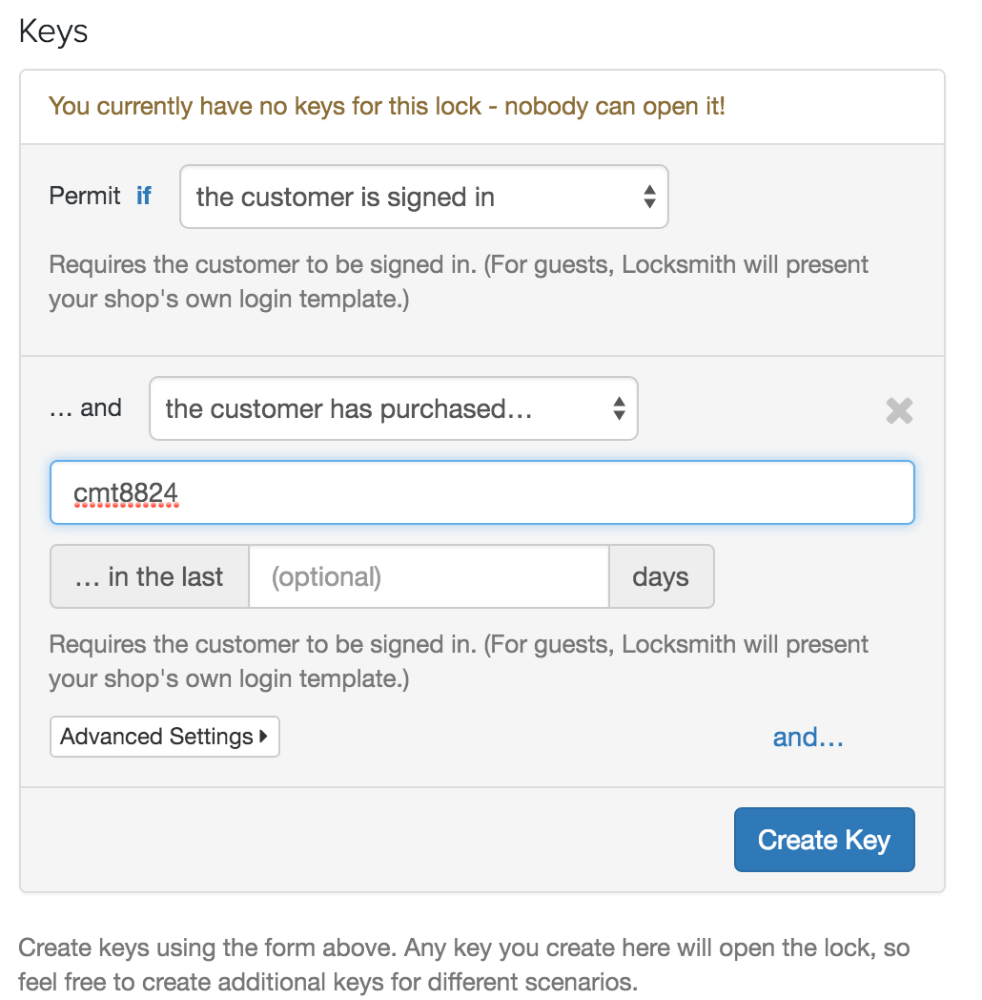 Keys
You currently have no keys for this lock - nobody can open it!
Permit if the customer is signed in
Requires the customer to be signed in. (For guests, Locksmith will present
your shop's own login template.)
… and the customer has purchased…
cmt8824
… in the last (optional) days
Requires the customer to be signed in. (For guests, Locksmith will present
your shop's own login template.)
Advanced Settings and…
Create Key
Create keys using the form above. Any key you create here will open the lock, so
feel free to create additional keys for different scenarios.